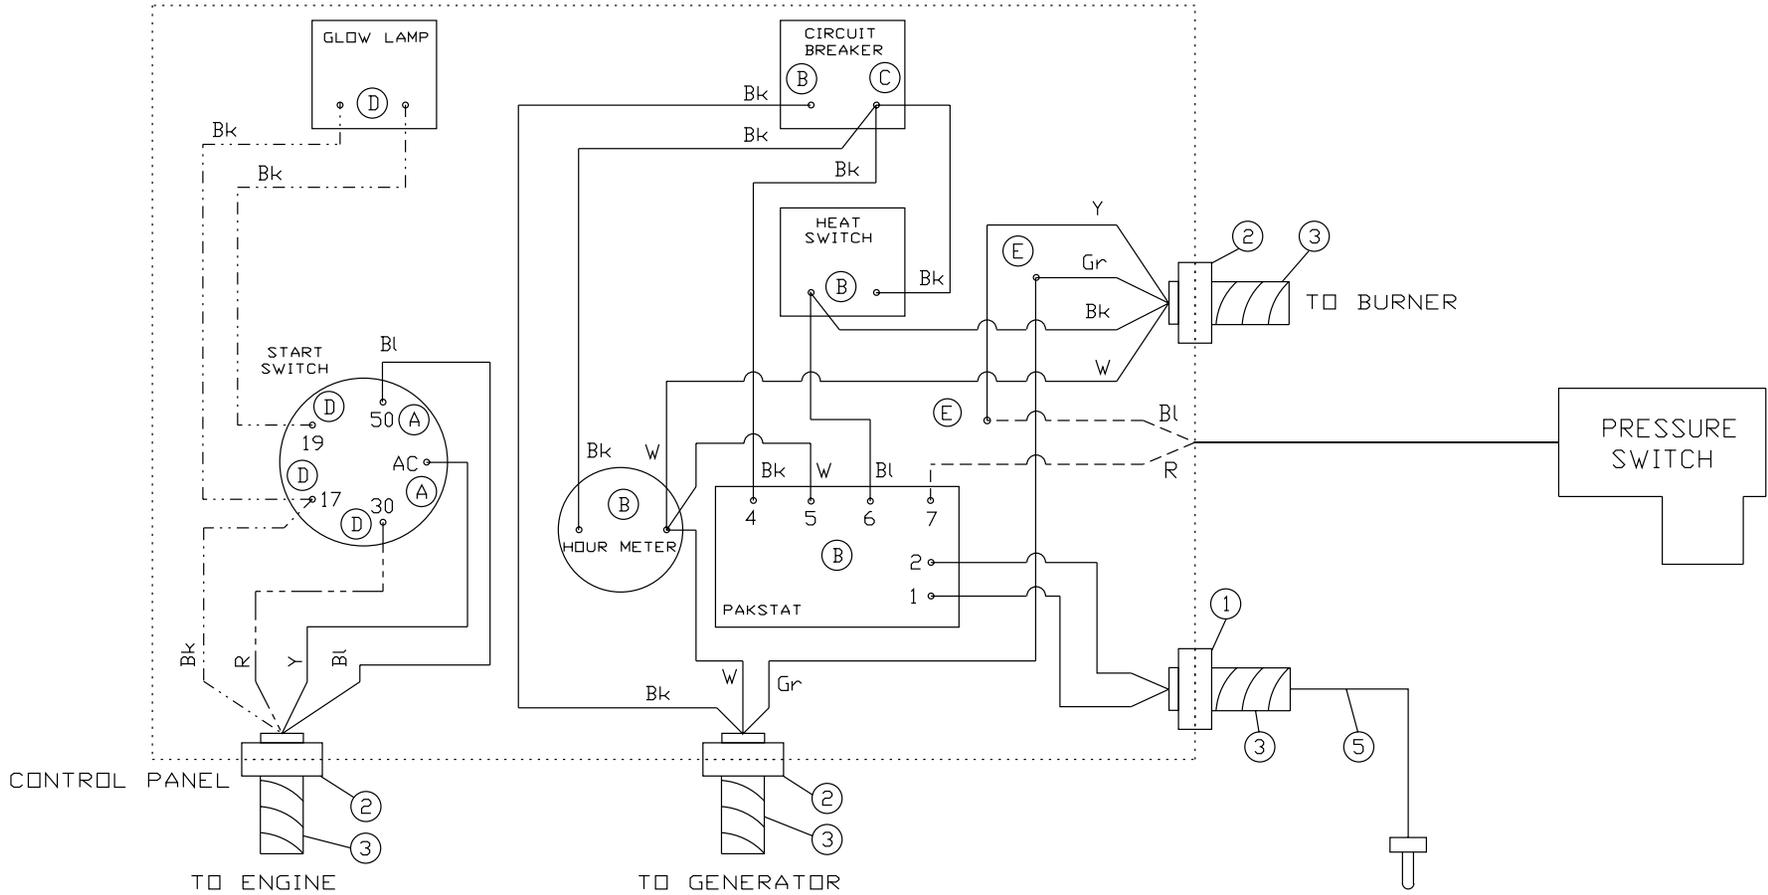 GLOW LAMP
D
Bk
Bk
CIRCUIT
BREAKER
B
C
Bk
Bk
Bk
HEAT
SWITCH
B
Bk
Y
E
Gr
Bk
W
2
3
TO BURNER
START
SWITCH
Bl
D
50
A
19
AC
D
17
A
30
D
E
Bl
R
PRESSURE
SWITCH
Bk
W
B
HOUR METER
Bk
W
Bl
4
5
6
7
B
2
1
PAKSTAT
1
3
5
Bk
R
Y
Bl
Bk
W
Gr
CONTROL PANEL
2
3
TO ENGINE
2
3
TO GENERATOR